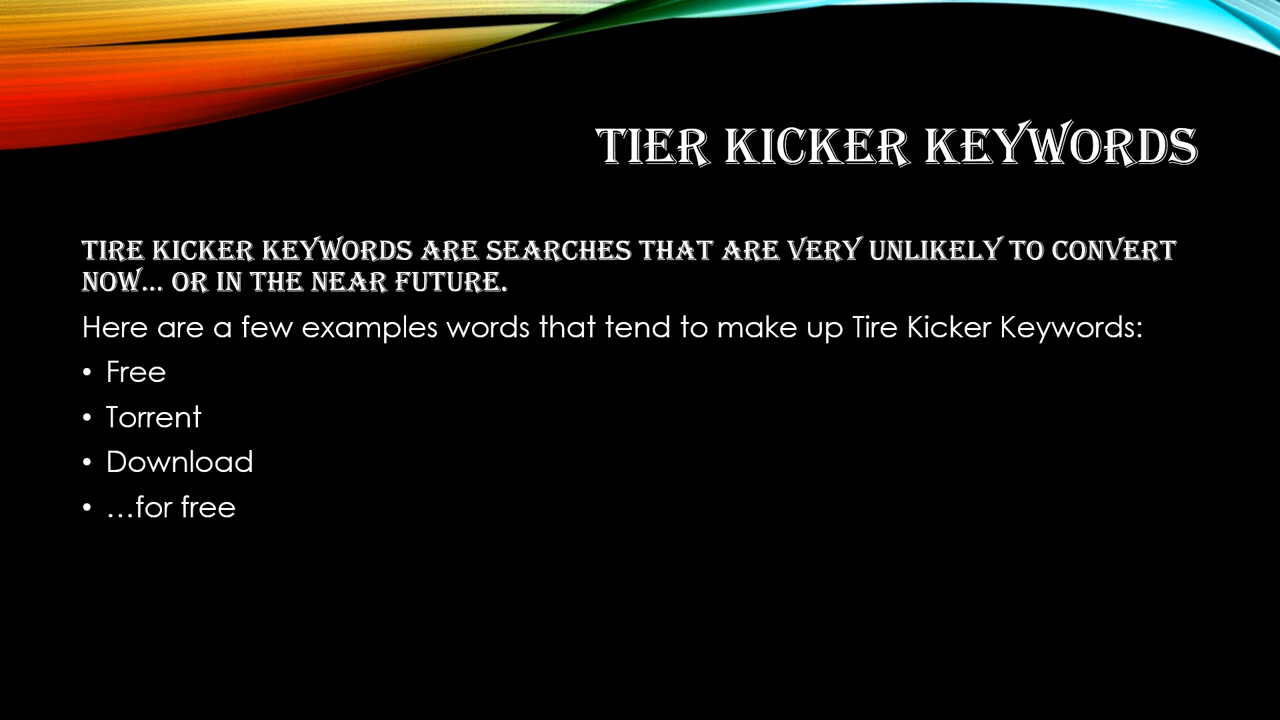 TIER KICKER KEYWORDS
TIRE KICKER KEYWORDS ARE SEARCHES THAT ARE VERY UNLIKELY TO CONVERT
NOW… OR IN THE NEAR FUTURE.
Here are a few examples words that tend to make up Tire Kicker Keywords:
• Free
• Torrent
• Download
• …for free